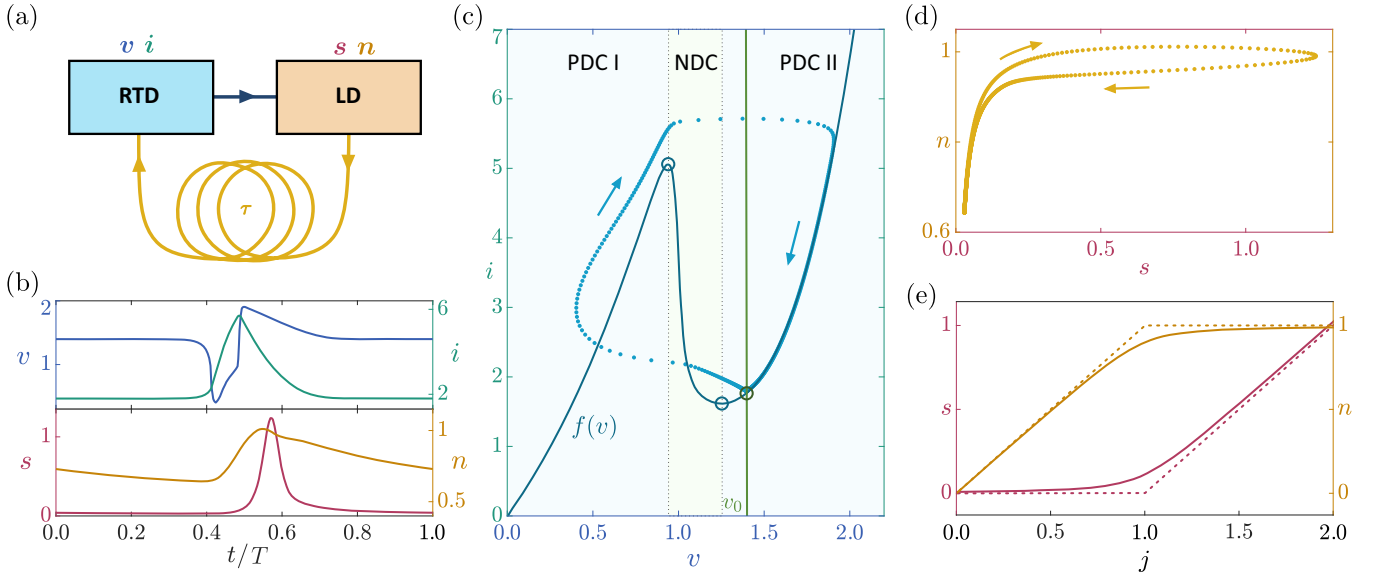 (a)
v i
s n
RTD
LD
τ
(b)
2
1
v
6
2
i
1
0
s
1
0.5
n
0.0 0.2 0.4 0.6 0.8 1.0
t/T
(c)
7
6
5
4
3
2
1
i
PDC I
NDC
PDC II
f(v)
v₀
0.0 0.5 1.0 1.5 2.0
v
(d)
1
n
0.6
0.0 0.5 1.0
s
(e)
1
s
0
1
n
0
0.0 0.5 1.0 1.5 2.0
j